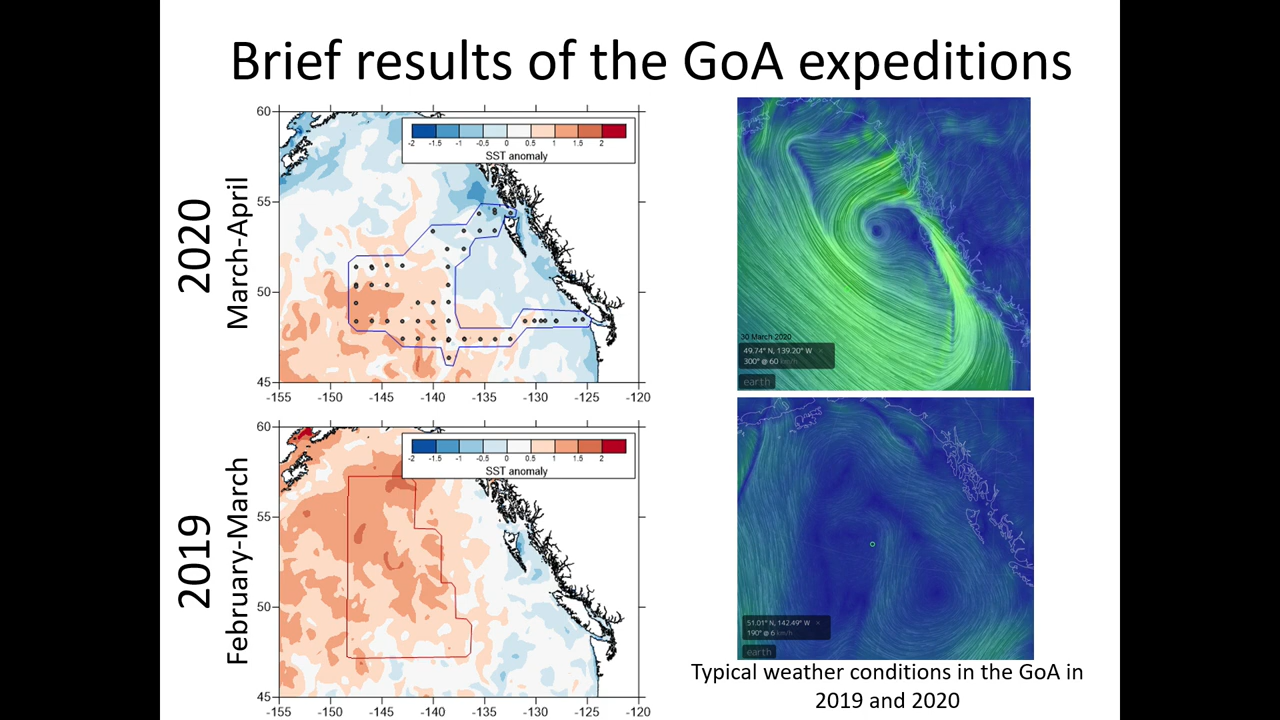 Brief results of the GoA expeditions
2020
March-April
60
55
50
45
-2 -1.5 -1 -0.5 0 0.5 1 1.5 2
SST anomaly
-155 -150 -145 -140 -135 -130 -125 -120
30 March 2020
49.74° N, 139.20° W ×
300° @ 60 km/h
earth
2019
February-March
60
55
50
45
-2 -1.5 -1 -0.5 0 0.5 1 1.5 2
SST anomaly
-155 -150 -145 -140 -135 -130 -125 -120
51.01° N, 142.49° W ×
190° @ 6 km/h
earth
Typical weather conditions in the GoA in
2019 and 2020